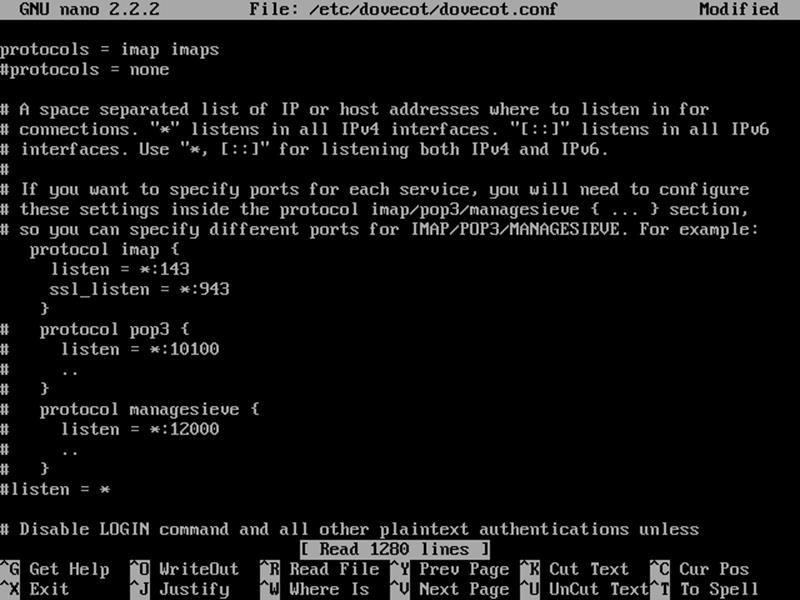 GNU nano 2.2.2 File: /etc/dovecot/dovecot.conf Modified
protocols = imap imaps
#protocols = none
# A space separated list of IP or host addresses where to listen in for
# connections. "*" listens in all IPv4 interfaces. "[::]" listens in all IPv6
# interfaces. Use "*, [::]" for listening both IPv4 and IPv6.
#
# If you want to specify ports for each service, you will need to configure
# these settings inside the protocol imap/pop3/managesieve { ... } section,
# so you can specify different ports for IMAP/POP3/MANAGESIEVE. For example:
protocol imap {
listen = *:143
ssl_listen = *:943
}
# protocol pop3 {
# listen = *:10100
# ..
# }
# protocol managesieve {
# listen = *:12000
# ..
# }
#listen = *
# Disable LOGIN command and all other plaintext authentications unless
[ Read 1280 lines ]
^G Get Help ^O WriteOut ^R Read File ^Y Prev Page ^K Cut Text ^C Cur Pos
^X Exit ^J Justify ^W Where Is ^V Next Page ^U UnCut Text ^T To Spell